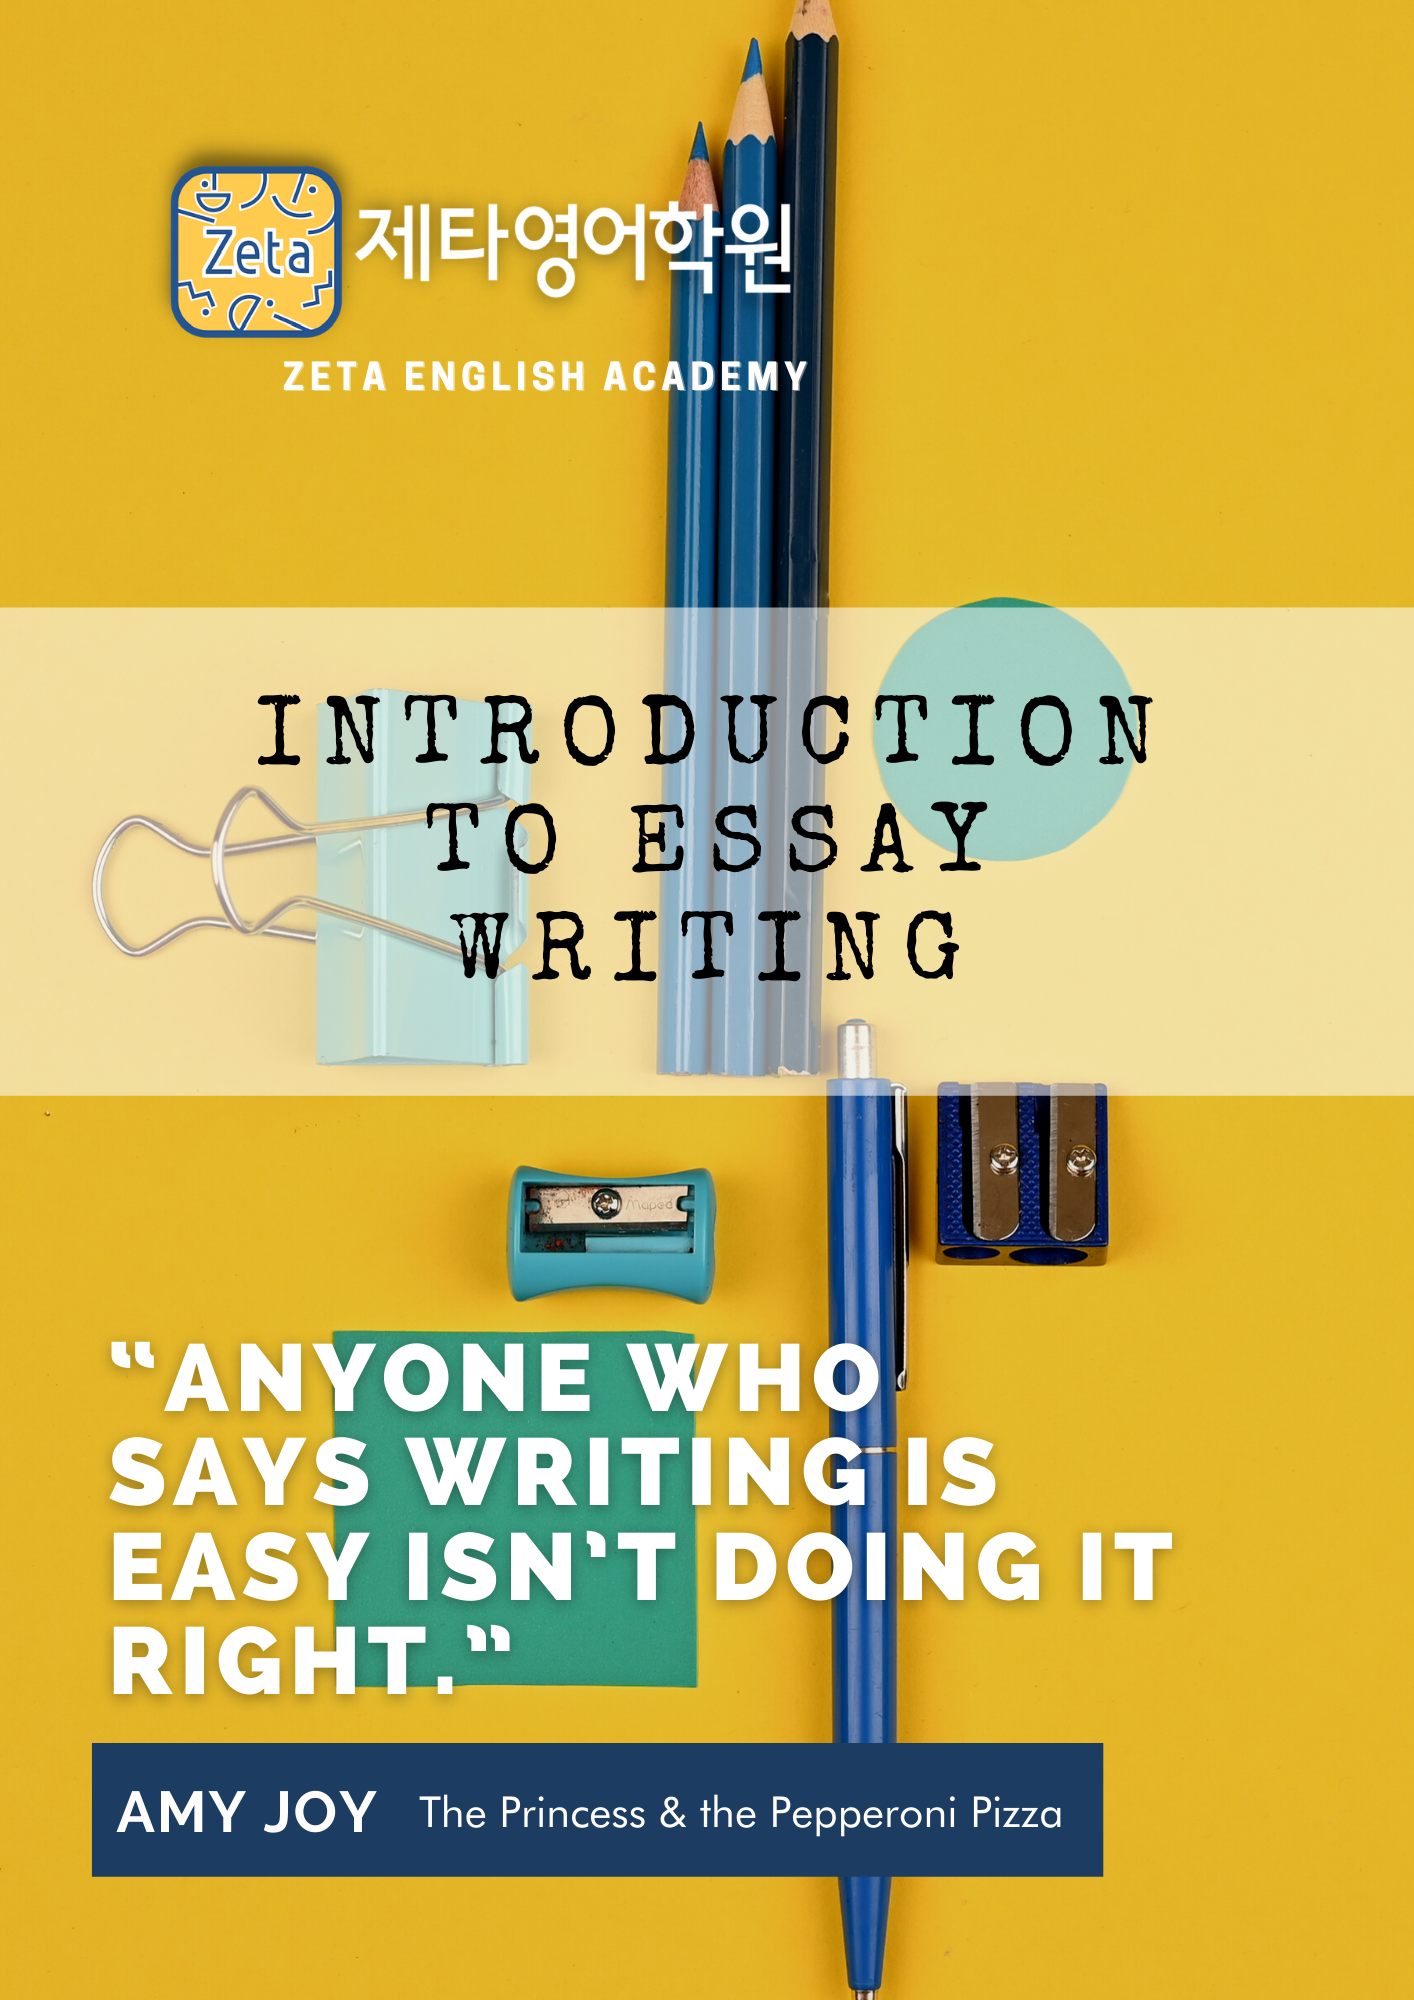 Zeta
제타영어학원
ZETA ENGLISH ACADEMY
INTRODUCTION
TO ESSAY
WRITING
Maped
“ANYONE WHO
SAYS WRITING IS
EASY ISN’T DOING IT
RIGHT.”
AMY JOY The Princess & the Pepperoni Pizza